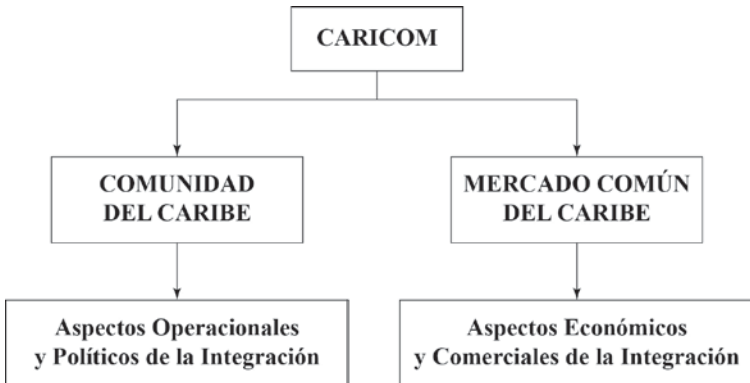 CARICOM
COMUNIDAD
DEL CARIBE
MERCADO COMÚN
DEL CARIBE
Aspectos Operacionales
y Políticos de la Integración
Aspectos Económicos
y Comerciales de la Integración